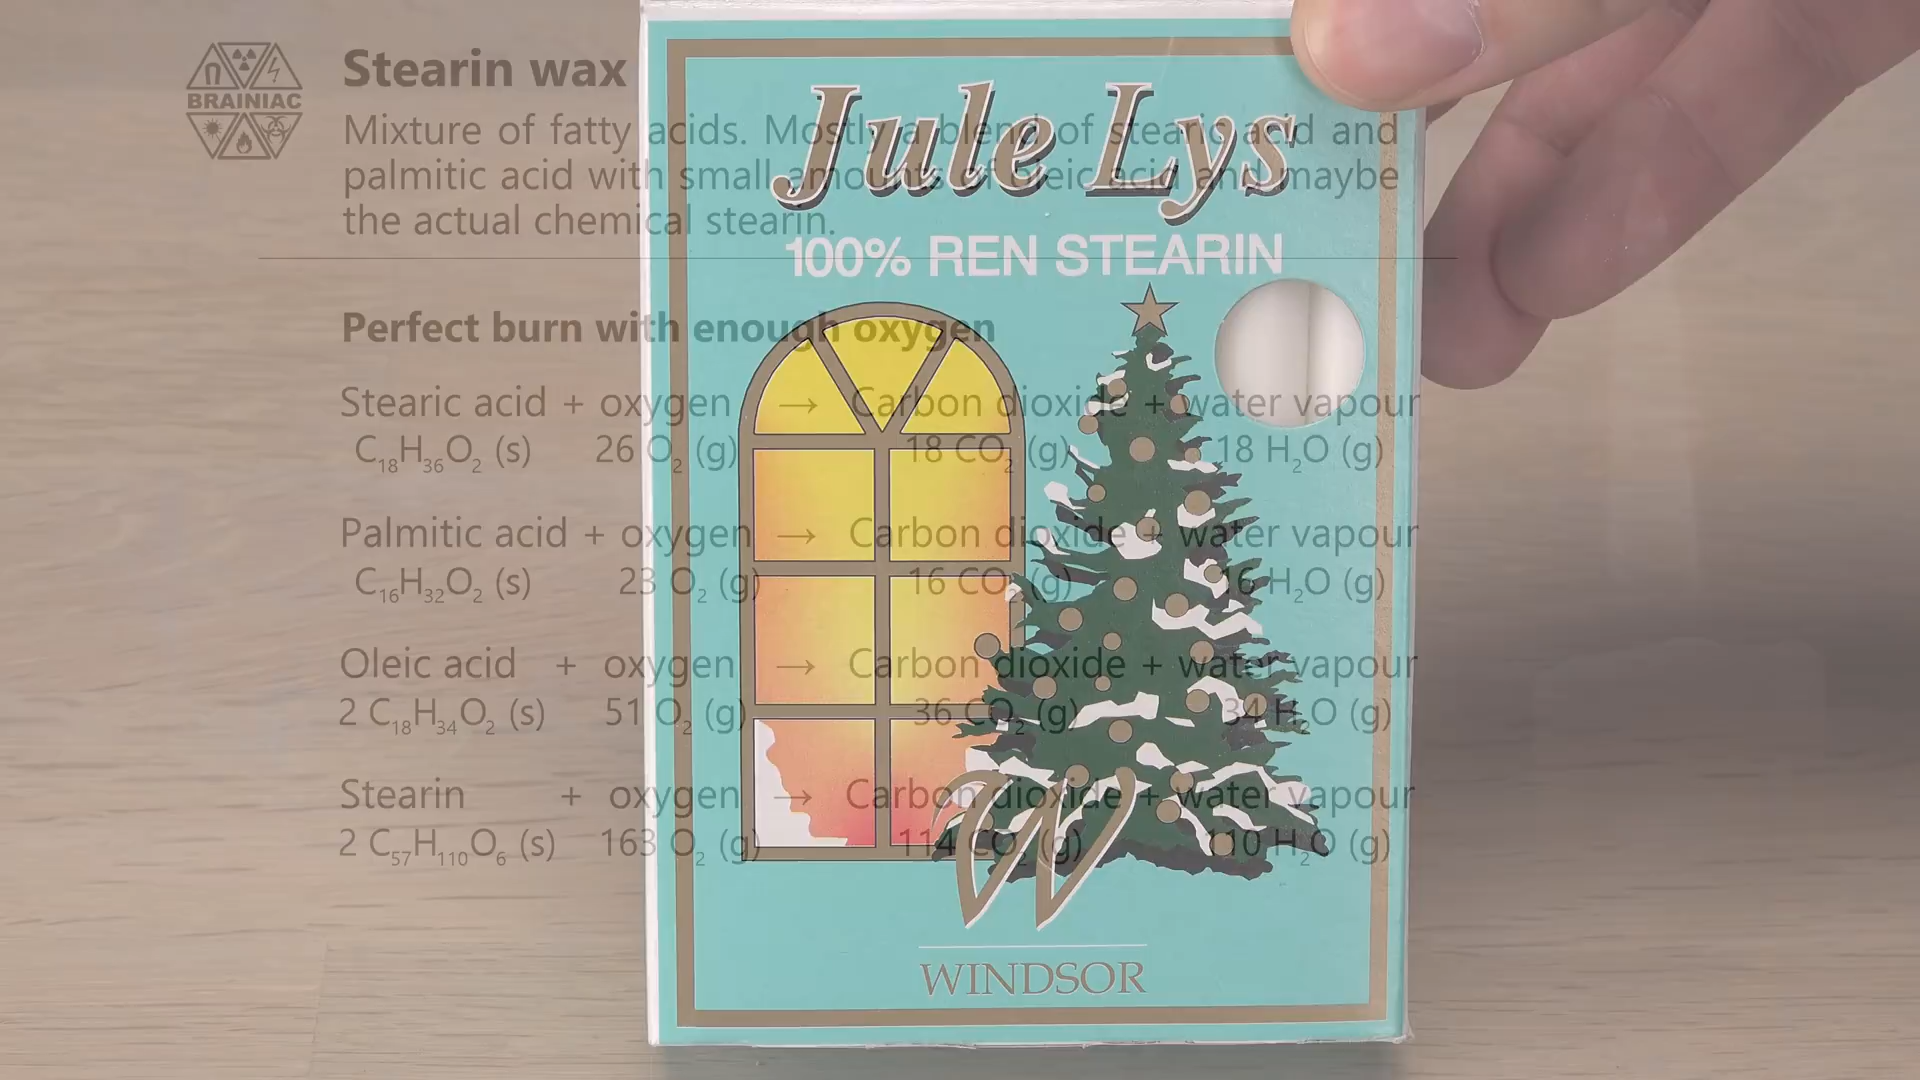 BRAINIAC
Stearin wax
Mixture of fatty acids. Mostly a blend of stearic acid and
palmitic acid with small amounts of oleic acid and maybe
the actual chemical stearin.
Perfect burn with enough oxygen
Stearic acid + oxygen → Carbon dioxide + water vapour
C₁₈H₃₆O₂ (s) 26 O₂ (g) 18 CO₂ (g) 18 H₂O (g)
Palmitic acid + oxygen → Carbon dioxide + water vapour
C₁₆H₃₂O₂ (s) 23 O₂ (g) 16 CO₂ (g) 16 H₂O (g)
Oleic acid + oxygen → Carbon dioxide + water vapour
2 C₁₈H₃₄O₂ (s) 51 O₂ (g) 36 CO₂ (g) 34 H₂O (g)
Stearin + oxygen → Carbon dioxide + water vapour
2 C₅₇H₁₁₀O₆ (s) 163 O₂ (g) 114 CO₂ (g) 110 H₂O (g)
Jule Lys
100% REN STEARIN
W
WINDSOR